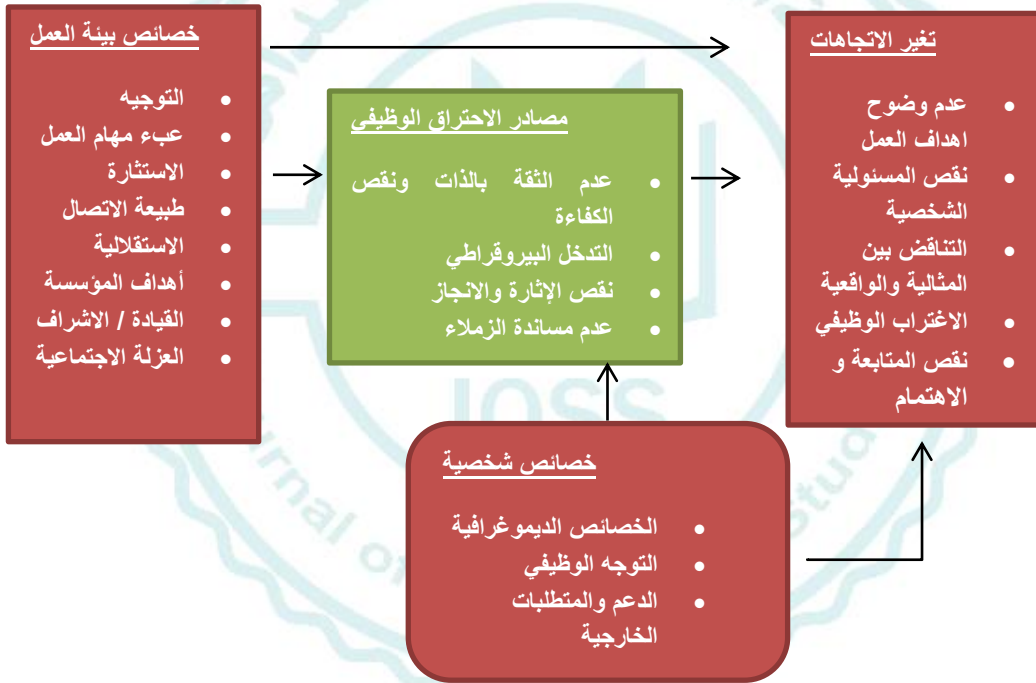 خصائص بيئة العمل
• التوجيه
• عبء مهام العمل
• الاستثارة
• طبيعة الاتصال
• الاستقلالية
• أهداف المؤسسة
• القيادة / الاشراف
• العزلة الاجتماعية
مصادر الاحتراق الوظيفي
• عدم الثقة بالذات ونقص
الكفاءة
• التدخل البيروقراطي
• نقص الإثارة والانجاز
• عدم مساندة الزملاء
تغير الاتجاهات
• عدم وضوح
اهداف العمل
• نقص المسئولية
الشخصية
• التناقض بين
المثالية والواقعية
• الاغتراب الوظيفي
• نقص المتابعة و
الاهتمام
خصائص شخصية
• الخصائص الديموغرافية
• التوجه الوظيفي
• الدعم والمتطلبات
الخارجية
JOSS
rnal of